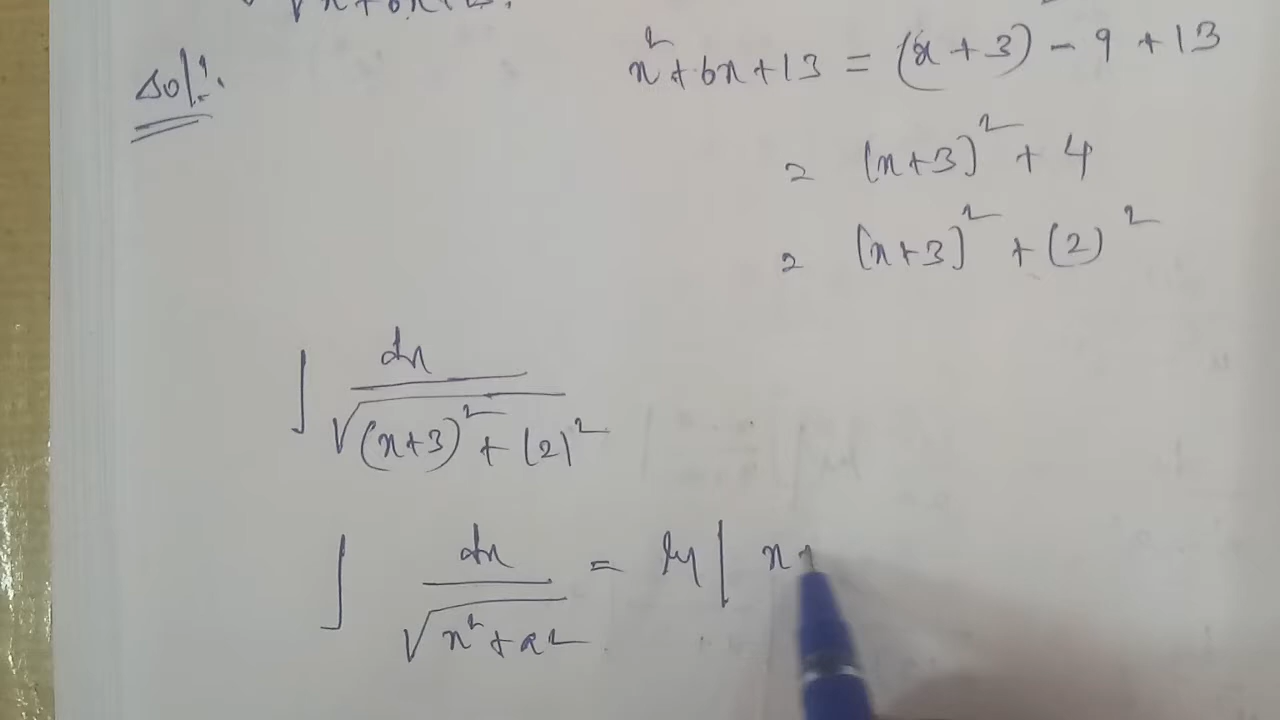 Sol:
x² + 6x + 13 = (x + 3)² - 9 + 13
= (x+3)² + 4
= (x+3)² + (2)²
∫ dx / √((x+3)² + (2)²)
∫ dx / √(x² + a²) = log | x +